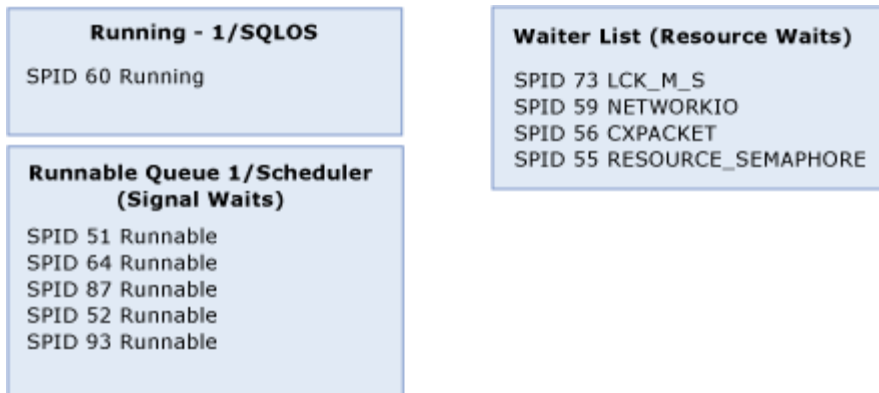 Running - 1/SQLOS
SPID 60 Running
Runnable Queue 1/Scheduler
(Signal Waits)
SPID 51 Runnable
SPID 64 Runnable
SPID 87 Runnable
SPID 52 Runnable
SPID 93 Runnable
Waiter List (Resource Waits)
SPID 73 LCK_M_S
SPID 59 NETWORKIO
SPID 56 CXPACKET
SPID 55 RESOURCE_SEMAPHORE